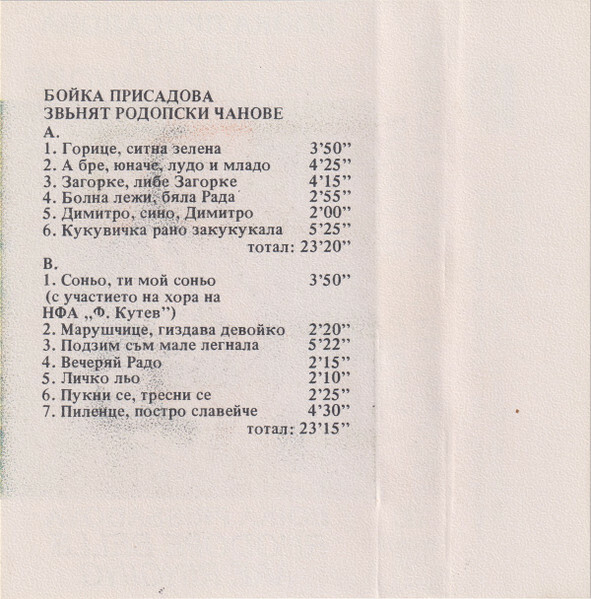 БОЙКА ПРИСАДОВА
ЗВЬНЯТ РОДОПСКИ ЧАНОВЕ
А.
1. Горице, ситна зелена 3’50”
2. А бре, юначе, лудо и младо 4’25”
3. Загорке, либе Загорке 4’15”
4. Болна лежи, бяла Рада 2’55”
5. Димитро, сино, Димитро 2’00”
6. Кукувичка рано закукукала 5’25”
тотал: 23’20”
В.
1. Соньо, ти мой соньо 3’50”
(с участието на хора на
НФА „Ф. Кутев”)
2. Марушчице, гиздава девойко 2’20”
3. Подзим съм мале легнала 5’22”
4. Вечеряй Радо 2’15”
5. Личко льо 2’10”
6. Пукни се, тресни се 2’25”
7. Пиленце, постро славейче 4’30”
тотал: 23’15”